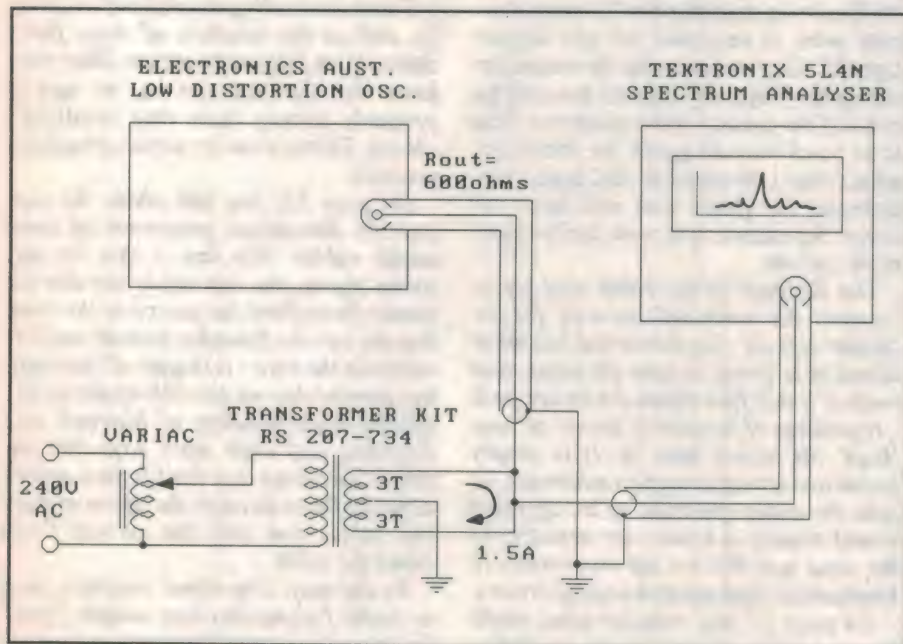 ELECTRONICS AUST.
LOW DISTORTION OSC.
TEKTRONIX 5L4N
SPECTRUM ANALYSER
Rout=
600ohms
TRANSFORMER KIT
RS 207-734
VARIAC
240V
AC
3T
3T
1.5A